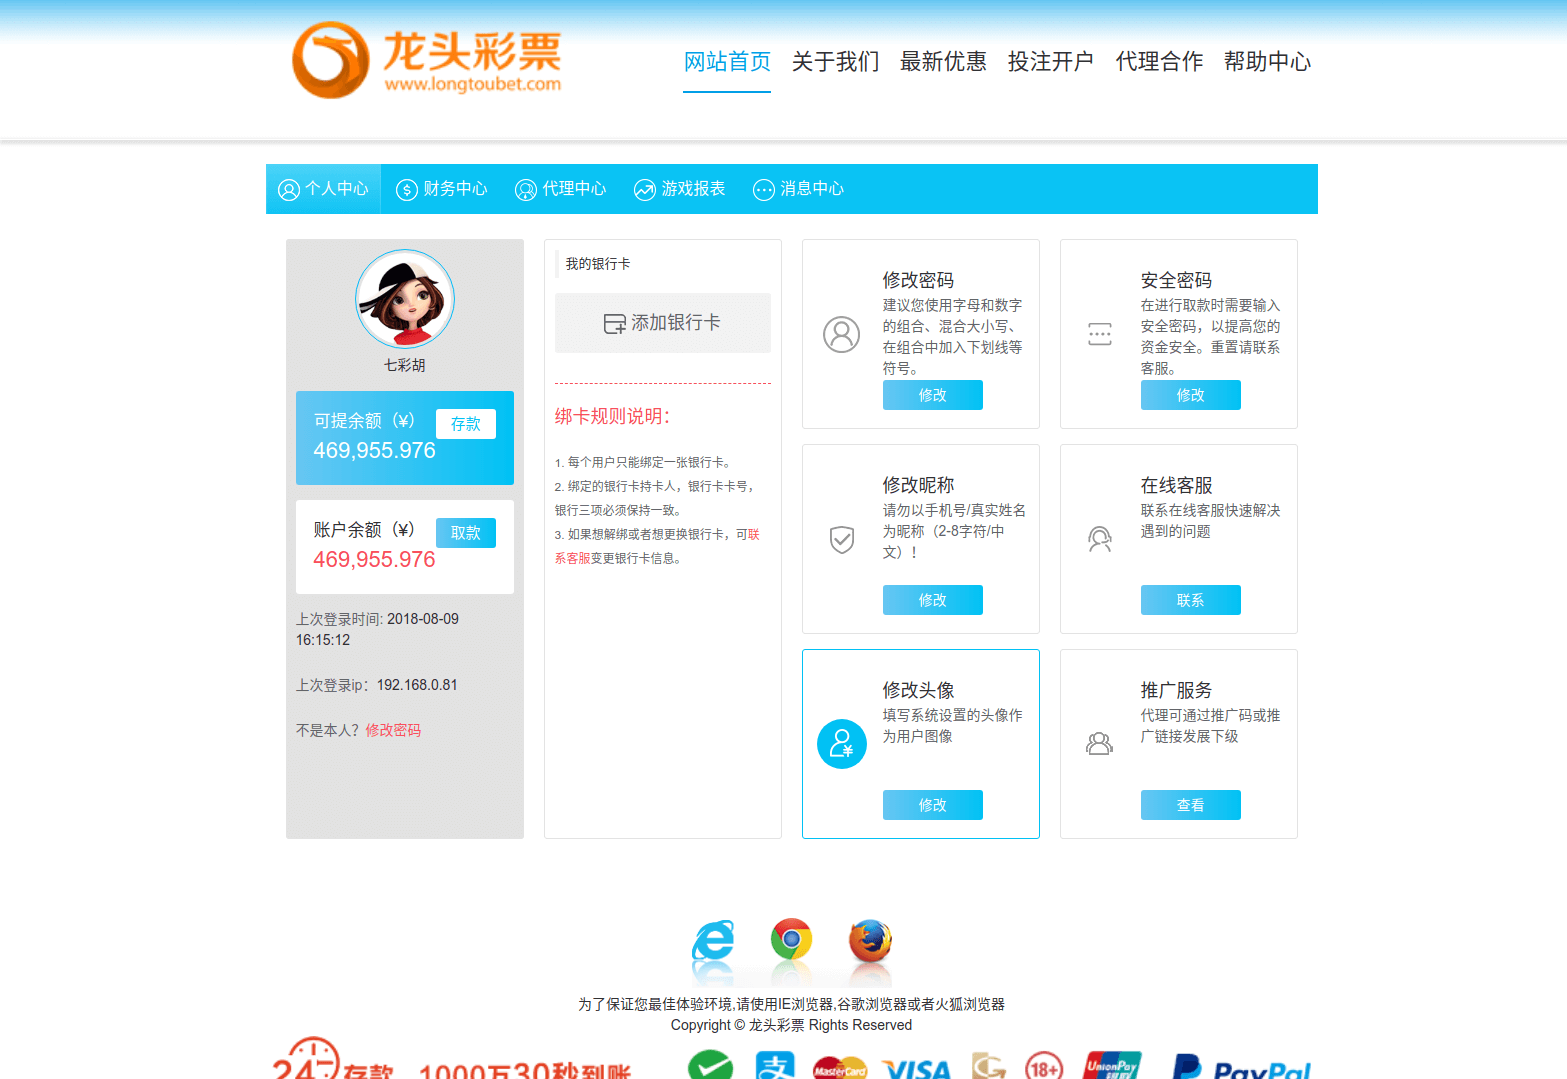 龙头彩票
www.longtoubet.com
网站首页 关于我们 最新优惠 投注开户 代理合作 帮助中心
个人中心 财务中心 代理中心 游戏报表 消息中心
七彩胡
可提余额（¥）
存款
469,955.976
账户余额（¥）
取款
469,955.976
上次登录时间: 2018-08-09
16:15:12
上次登录ip：192.168.0.81
不是本人？修改密码
我的银行卡
添加银行卡
绑卡规则说明：
1. 每个用户只能绑定一张银行卡。
2. 绑定的银行卡持卡人，银行卡卡号，
银行三项必须保持一致。
3. 如果想解绑或者想更换银行卡，可联
系客服变更银行卡信息。
修改密码
建议您使用字母和数字
的组合、混合大小写、
在组合中加入下划线等
符号。
修改
安全密码
在进行取款时需要输入
安全密码，以提高您的
资金安全。重置请联系
客服。
修改
修改昵称
请勿以手机号/真实姓名
为昵称（2-8字符/中
文）！
修改
在线客服
联系在线客服快速解决
遇到的问题
联系
修改头像
填写系统设置的头像作
为用户图像
修改
推广服务
代理可通过推广码或推
广链接发展下级
查看
为了保证您最佳体验环境,请使用IE浏览器,谷歌浏览器或者火狐浏览器
Copyright © 龙头彩票 Rights Reserved
24 存款 1000万30秒到账
支 MasterCard VISA 18+ UnionPay 银联 PayPal